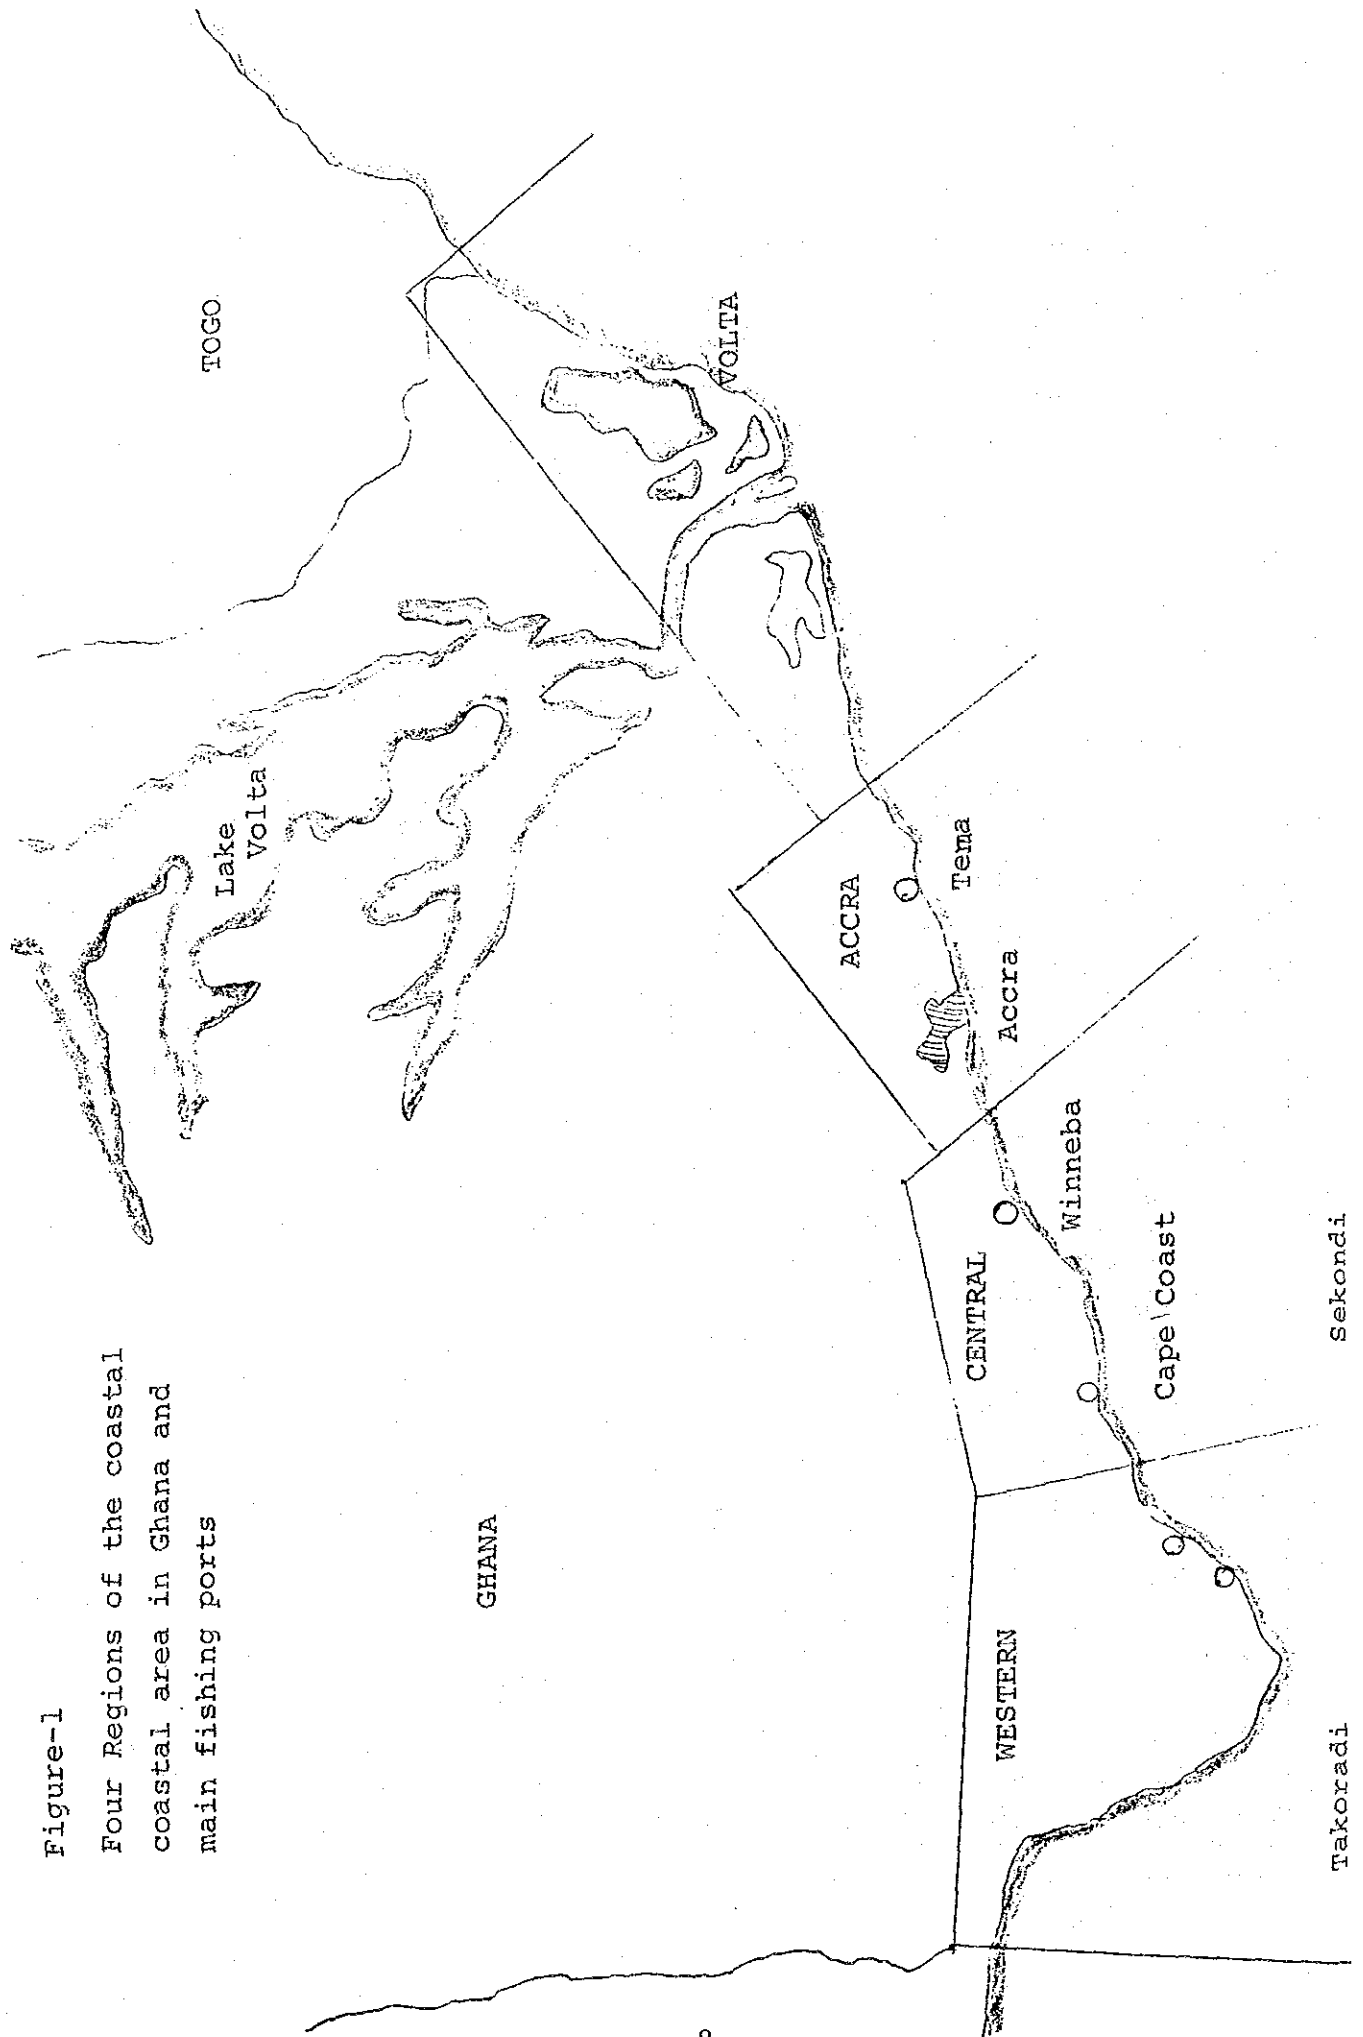 Figure-1
Four Regions of the coastal
coastal area in Ghana and
main fishing ports
TOGO
Lake
Volta
VOLTA
GHANA
ACCRA
Tema
Accra
CENTRAL
Winneba
Cape Coast
WESTERN
Sekondi
Takoradi